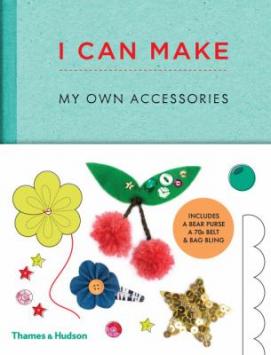 I CAN MAKE
MY OWN ACCESSORIES
INCLUDES
A BEAR PURSE
A 70s BELT
& BAG BLING
Thames & Hudson